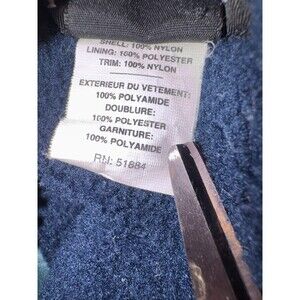 SHELL: 100% NYLON
LINING: 100% POLYESTER
TRIM: 100% NYLON
EXTERIEUR DU VETEMENT:
100% POLYAMIDE
DOUBLURE:
100% POLYESTER
GARNITURE:
100% POLYAMIDE
RN: 51884